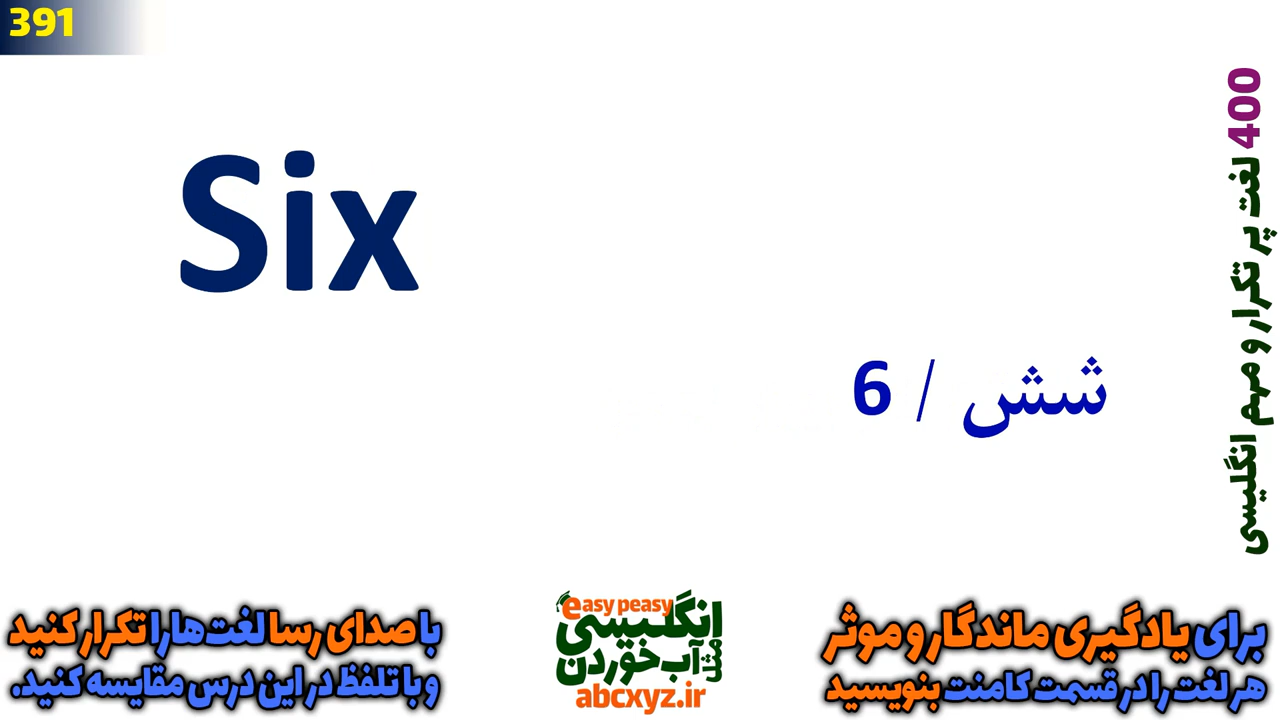 391
Six
شش / 6
400 لغت پر تکرار و مهم انگلیسی
با صدای رسا لغت‌ها را تکرار کنید
و با تلفظ در این درس مقایسه کنید.
easy peasy
انگلیسی
مثل آب خوردن
abcxyz.ir
برای یادگیری ماندگار و موثر
هر لغت را در قسمت کامنت بنویسید